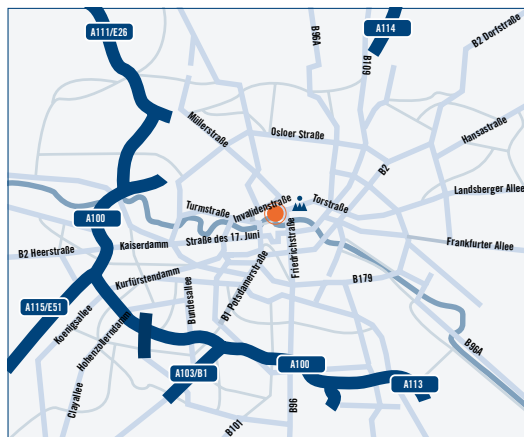 A111/E26
B96A
A114
B109
B2 Dorfstraße
Müllerstraße
Osloer Straße
Hansastraße
B2
Landsberger Allee
Turmstraße
Invalidenstraße
Torstraße
A100
Straße des 17. Juni
Kaiserdamm
B2 Heerstraße
Friedrichstraße
Frankfurter Allee
Kurfürstendamm
B179
Bundesallee
B1 Potsdamerstraße
A115/E51
Koenigsallee
Hohenzollerndamm
B96A
A100
A103/B1
A113
Clayallee
B96
B101